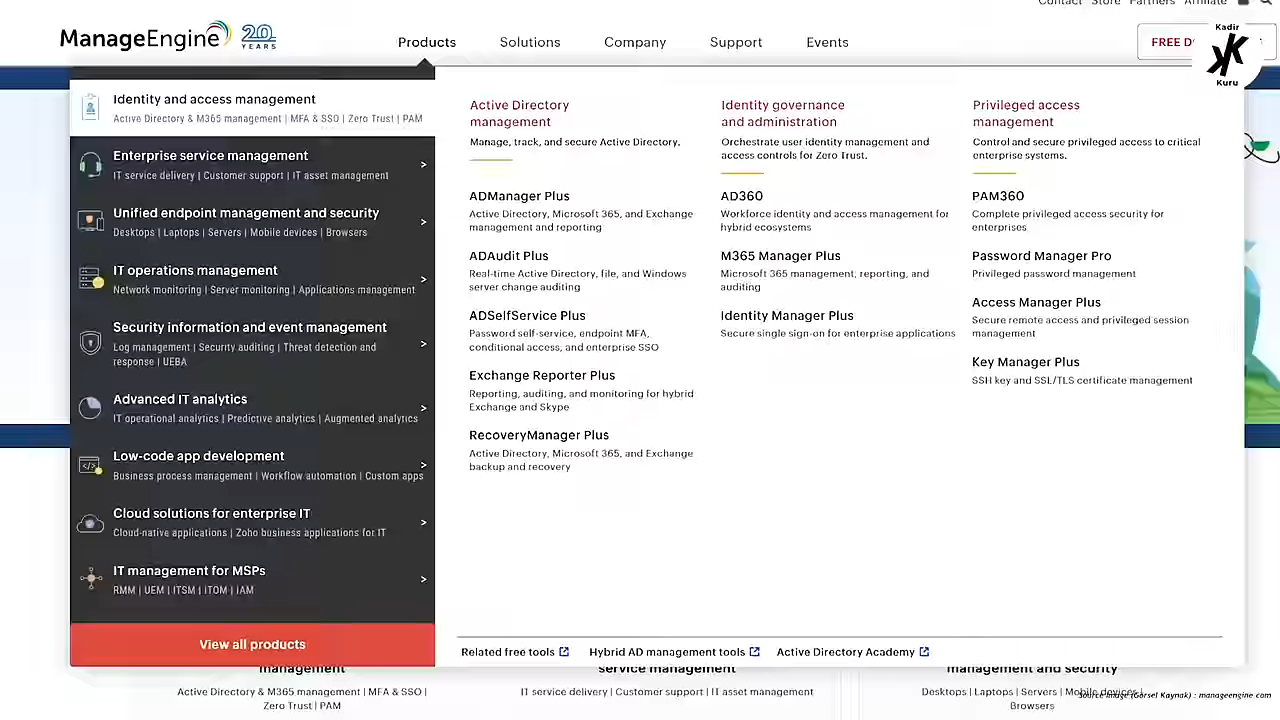 Contact Store Partners Affiliate
ManageEngine 20 YEARS
Products Solutions Company Support Events
FREE D
Kadir
KK
Kuru
Identity and access management
Active Directory & M365 management | MFA & SSO | Zero Trust | PAM
Enterprise service management >
IT service delivery | Customer support | IT asset management
Unified endpoint management and security >
Desktops | Laptops | Servers | Mobile devices | Browsers
IT operations management >
Network monitoring | Server monitoring | Applications management
Security information and event management >
Log management | Security auditing | Threat detection and
response | UEBA
Advanced IT analytics >
IT operational analytics | Predictive analytics | Augmented analytics
Low-code app development >
Business process management | Workflow automation | Custom apps
Cloud solutions for enterprise IT >
Cloud-native applications | Zoho business applications for IT
IT management for MSPs >
RMM | UEM | ITSM | ITOM | IAM
View all products
Active Directory
management
Manage, track, and secure Active Directory.
ADManager Plus
Active Directory, Microsoft 365, and Exchange
management and reporting
ADAudit Plus
Real-time Active Directory, file, and Windows
server change auditing
ADSelfService Plus
Password self-service, endpoint MFA,
conditional access, and enterprise SSO
Exchange Reporter Plus
Reporting, auditing, and monitoring for hybrid
Exchange and Skype
RecoveryManager Plus
Active Directory, Microsoft 365, and Exchange
backup and recovery
Identity governance
and administration
Orchestrate user identity management and
access controls for Zero Trust.
AD360
Workforce identity and access management for
hybrid ecosystems
M365 Manager Plus
Microsoft 365 management, reporting, and
auditing
Identity Manager Plus
Secure single sign-on for enterprise applications
Privileged access
management
Control and secure privileged access to critical
enterprise systems.
PAM360
Complete privileged access security for
enterprises
Password Manager Pro
Privileged password management
Access Manager Plus
Secure remote access and privileged session
management
Key Manager Plus
SSH key and SSL/TLS certificate management
Related free tools Hybrid AD management tools Active Directory Academy
management service management management and security
Active Directory & M365 management | MFA & SSO |
Zero Trust | PAM
IT service delivery | Customer support | IT asset management
Desktops | Laptops | Servers | Mobile devices |
Browsers
Source Image (Görsel Kaynak) : manageengine.com